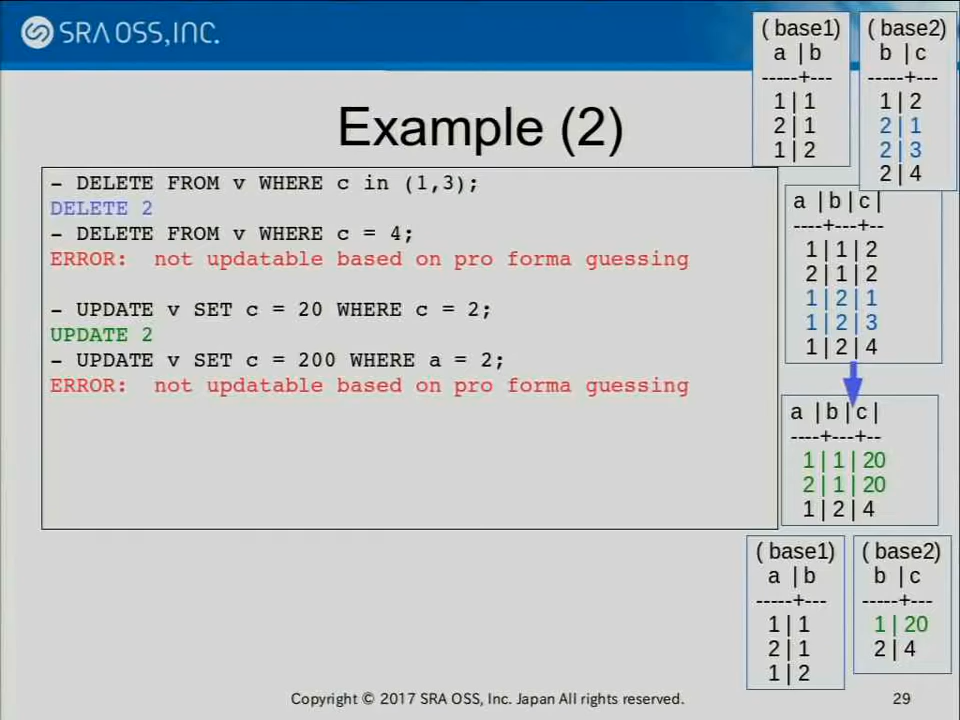 SRA OSS, INC.
Example (2)
- DELETE FROM v WHERE c in (1,3);
DELETE 2
- DELETE FROM v WHERE c = 4;
ERROR:  not updatable based on pro forma guessing
- UPDATE v SET c = 20 WHERE c = 2;
UPDATE 2
- UPDATE v SET c = 200 WHERE a = 2;
ERROR:  not updatable based on pro forma guessing
( base1)
a | b
-----+---
1 | 1
2 | 1
1 | 2
( base2)
b | c
-----+---
1 | 2
2 | 1
2 | 3
2 | 4
a | b | c |
----+---+--
1 | 1 | 2
2 | 1 | 2
1 | 2 | 1
1 | 2 | 3
1 | 2 | 4
a | b | c |
----+---+--
1 | 1 | 20
2 | 1 | 20
1 | 2 | 4
( base1)
a | b
-----+---
1 | 1
2 | 1
1 | 2
( base2)
b | c
-----+---
1 | 20
2 | 4
Copyright © 2017 SRA OSS, Inc. Japan All rights reserved.
29